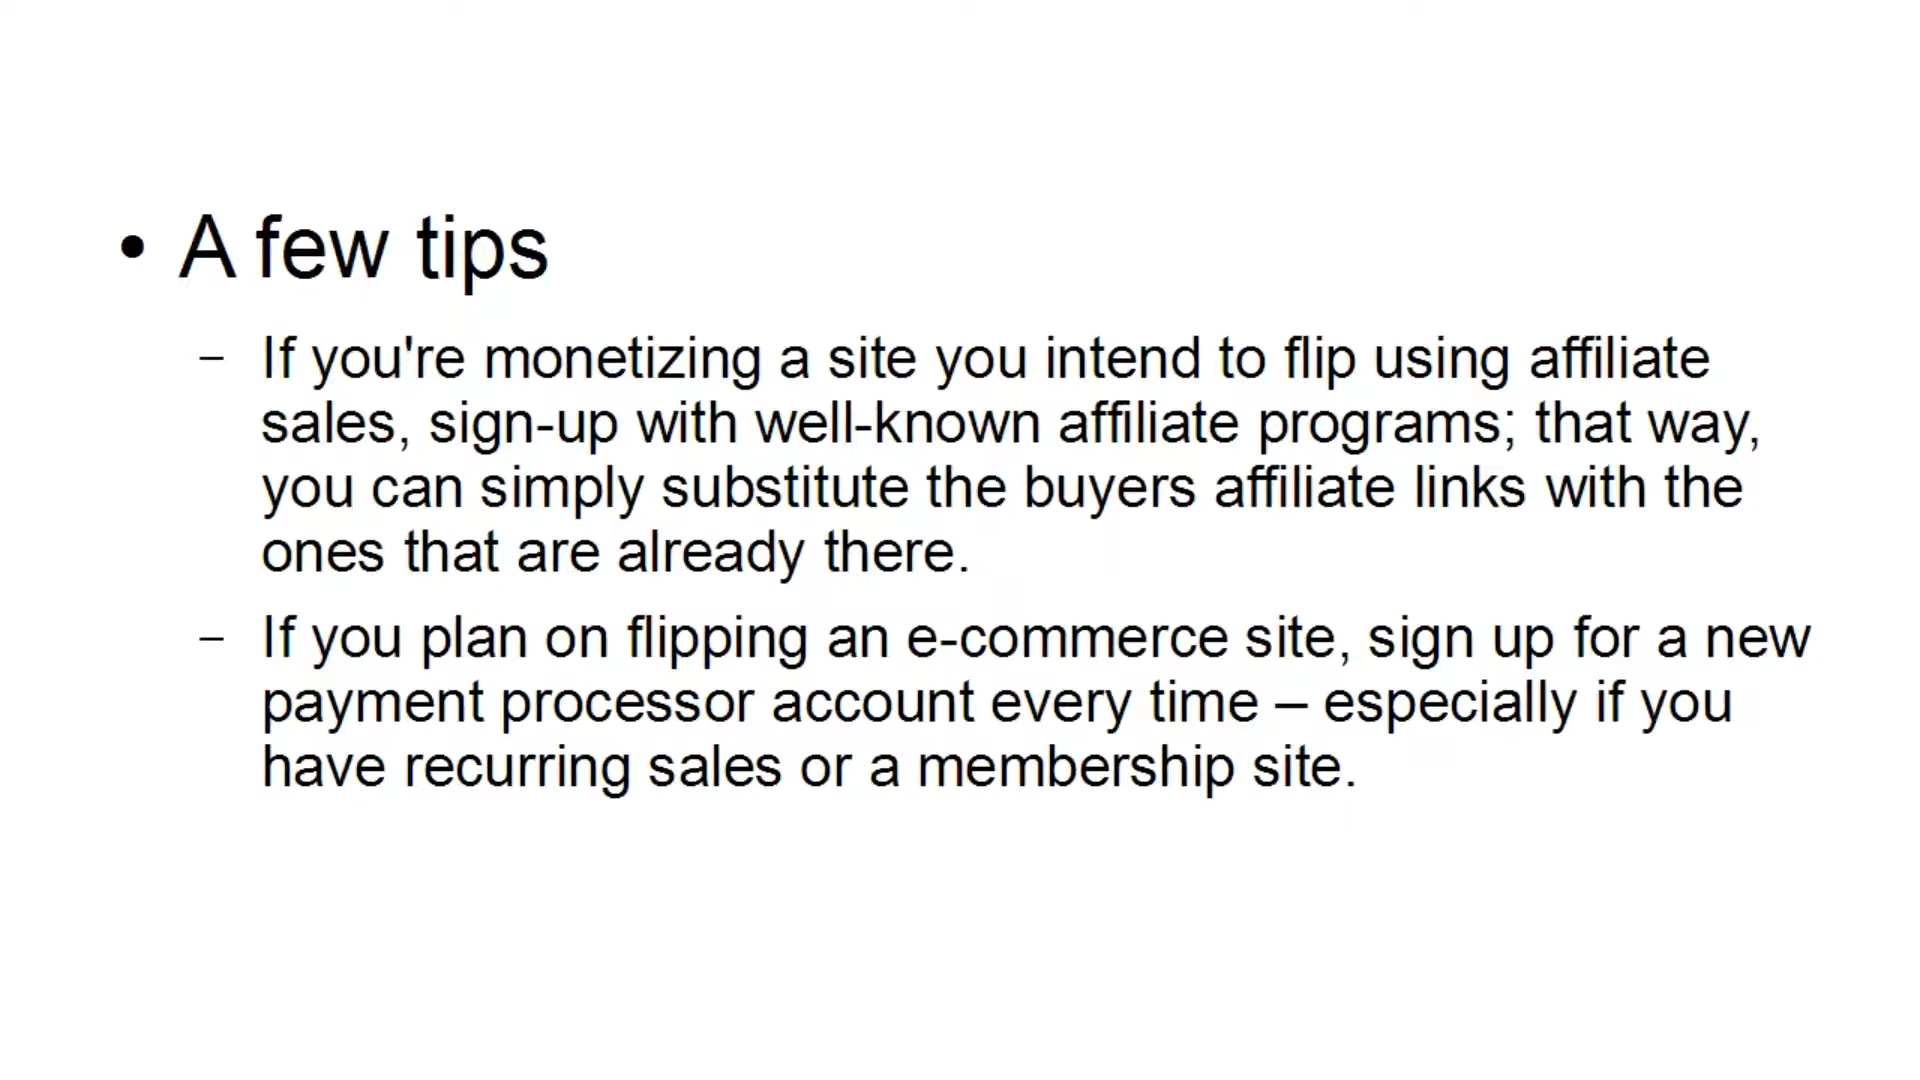 • A few tips
– If you're monetizing a site you intend to flip using affiliate
sales, sign-up with well-known affiliate programs; that way,
you can simply substitute the buyers affiliate links with the
ones that are already there.
– If you plan on flipping an e-commerce site, sign up for a new
payment processor account every time – especially if you
have recurring sales or a membership site.